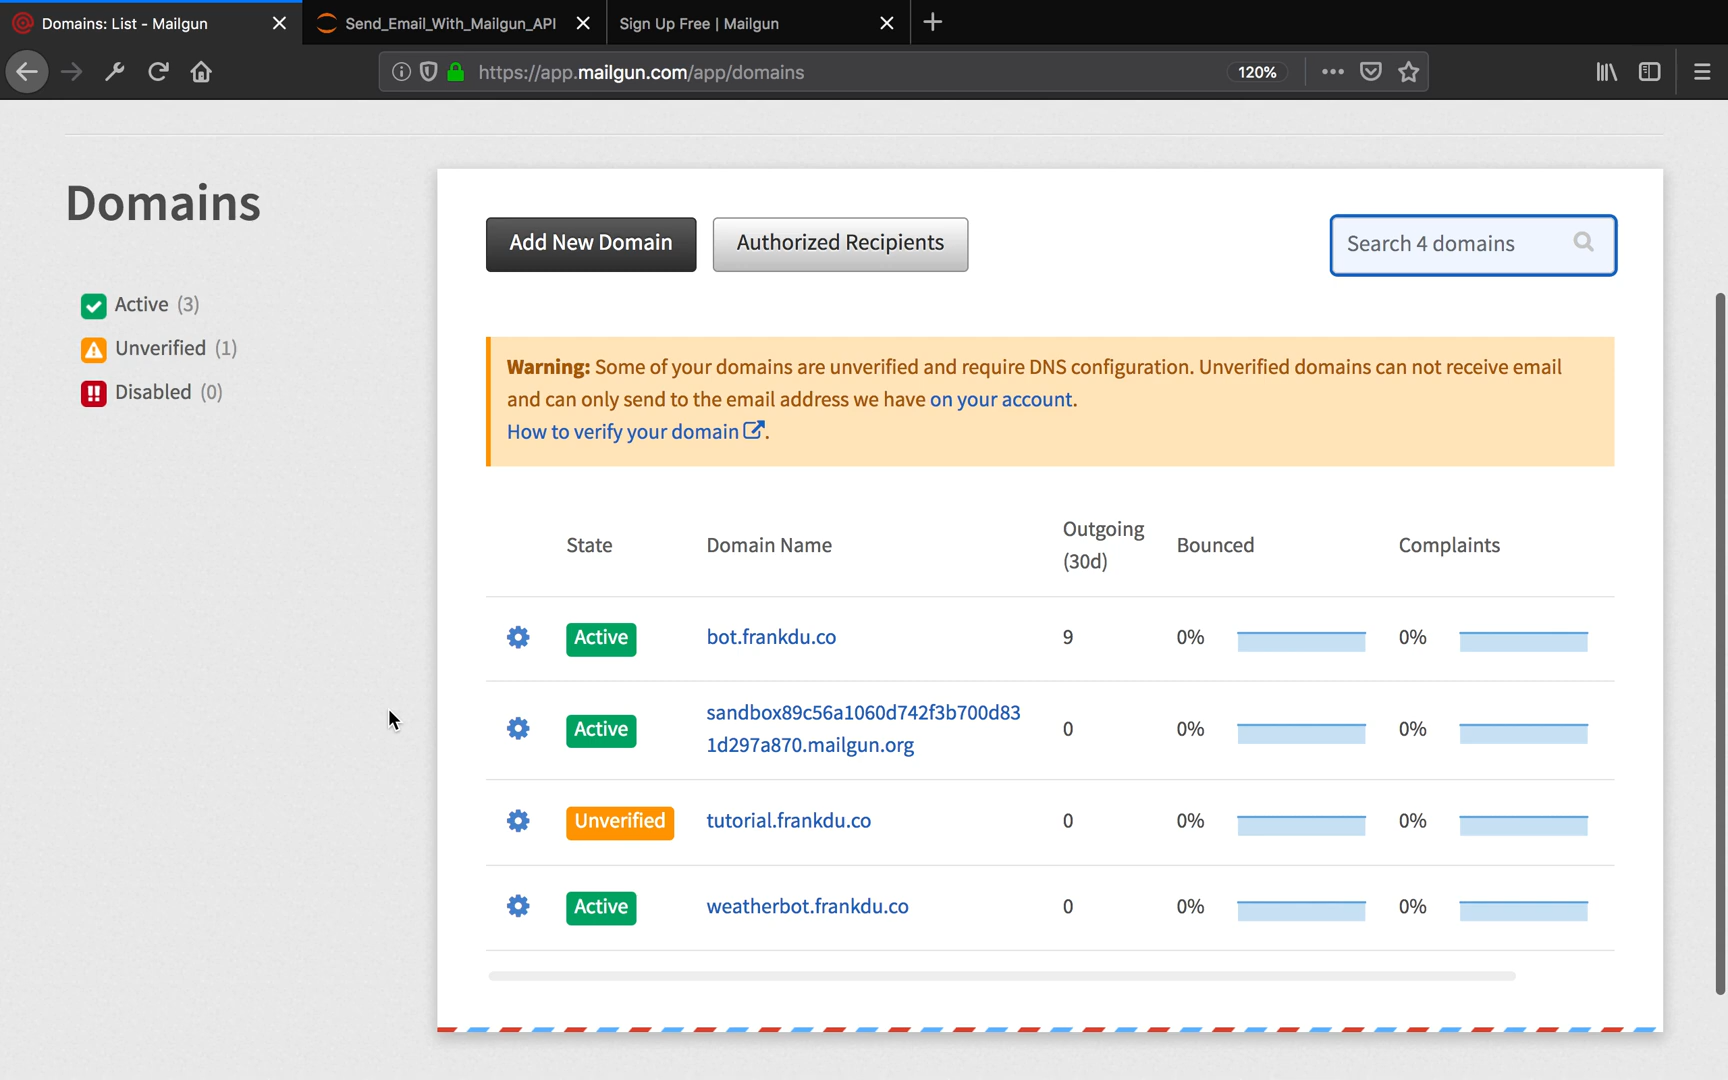 Domains: List - Mailgun
Send_Email_With_Mailgun_API
Sign Up Free | Mailgun
https://app.mailgun.com/app/domains
120%
Domains
Active (3)
Unverified (1)
Disabled (0)
Add New Domain
Authorized Recipients
Search 4 domains
Warning: Some of your domains are unverified and require DNS configuration. Unverified domains can not receive email
and can only send to the email address we have on your account.
How to verify your domain.
State Domain Name Outgoing (30d) Bounced Complaints
Active bot.frankdu.co 9 0% 0%
Active sandbox89c56a1060d742f3b700d83
1d297a870.mailgun.org 0 0% 0%
Unverified tutorial.frankdu.co 0 0% 0%
Active weatherbot.frankdu.co 0 0% 0%